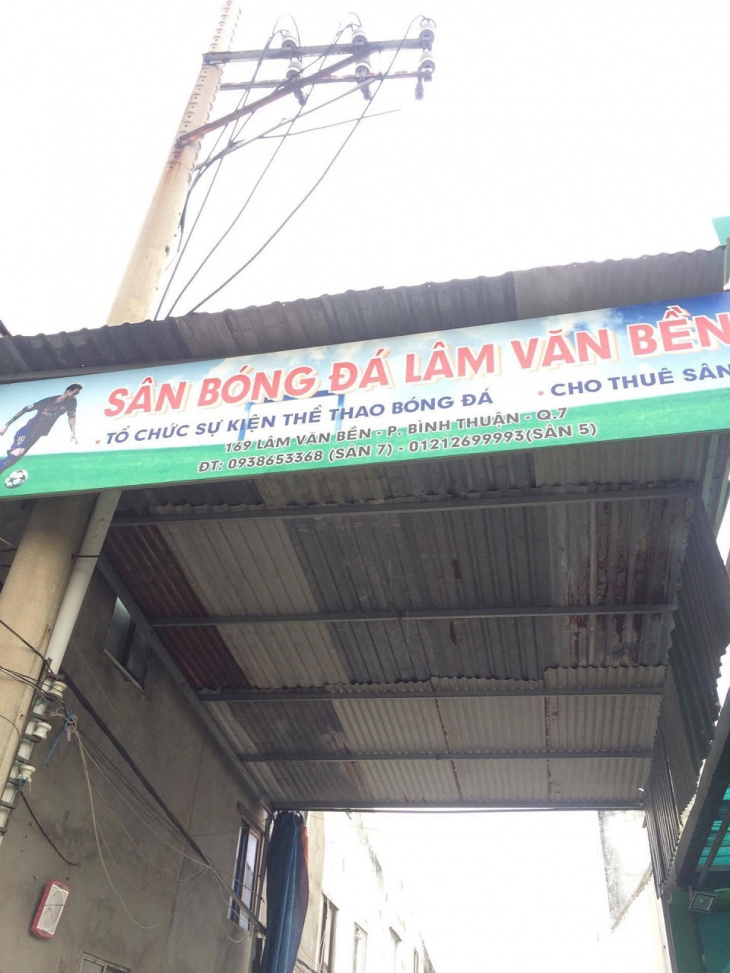 SÂN BÓNG ĐÁ LÂM VĂN BỀN
· TỔ CHỨC SỰ KIỆN THỂ THAO BÓNG ĐÁ · CHO THUÊ SÂN
169 LÂM VĂN BỀN - P. BÌNH THUẬN - Q.7
ĐT: 0938653368 (SÂN 7) - 01212699993(SÂN 5)